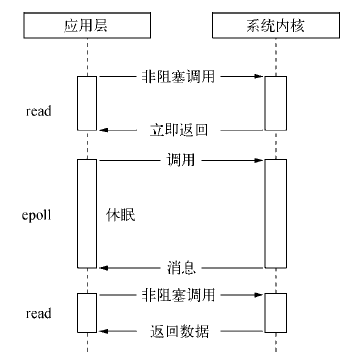 应用层
系统内核
非阻塞调用
read
立即返回
调用
epoll
休眠
消息
非阻塞调用
read
返回数据